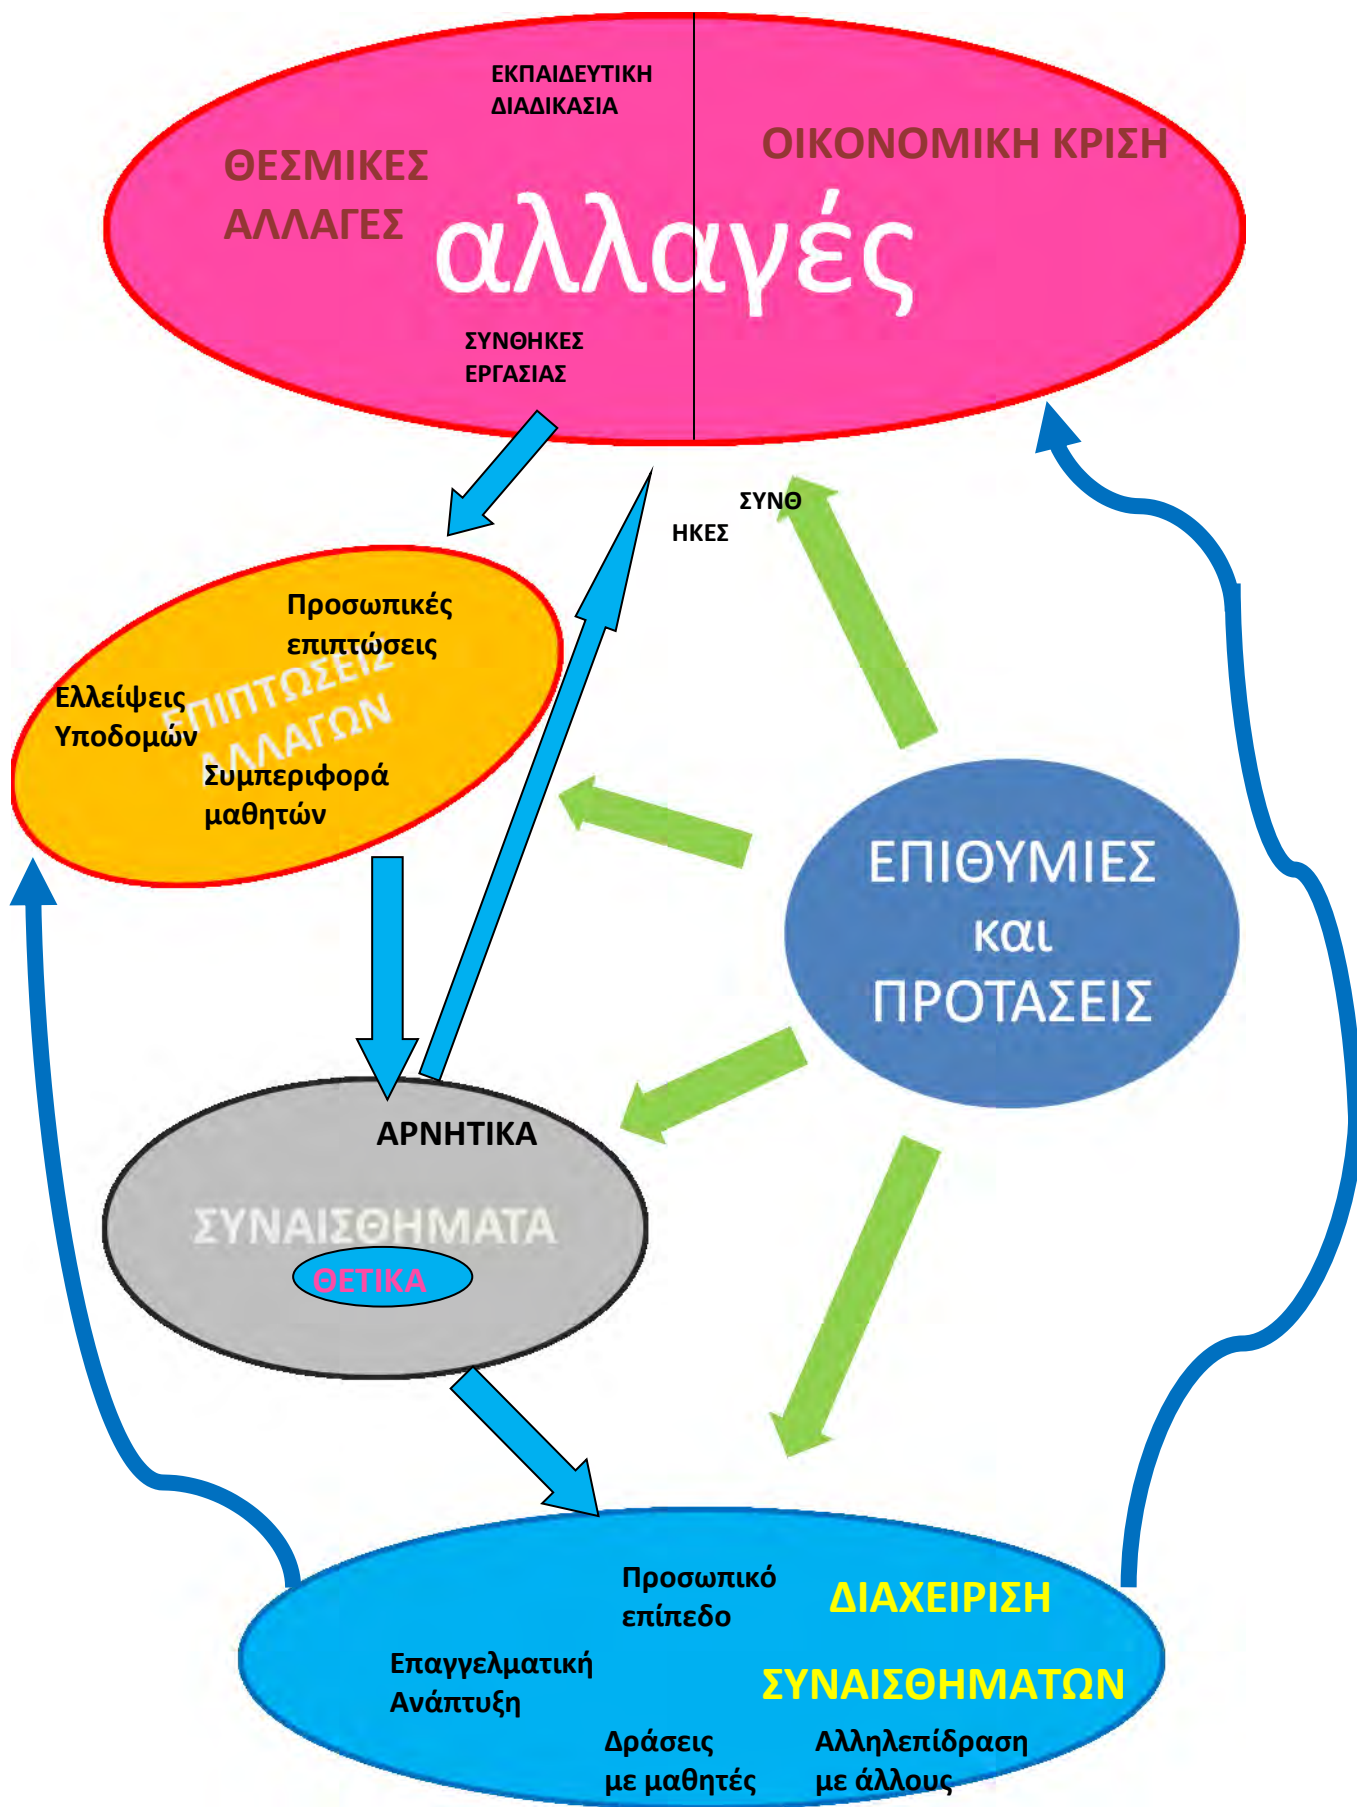 ΕΚΠΑΙΔΕΥΤΙΚΗ
ΔΙΑΔΙΚΑΣΙΑ
ΘΕΣΜΙΚΕΣ
ΑΛΛΑΓΕΣ
ΟΙΚΟΝΟΜΙΚΗ ΚΡΙΣΗ
αλλαγές
ΣΥΝΘΗΚΕΣ
ΕΡΓΑΣΙΑΣ
ΣΥΝΘ
ΗΚΕΣ
Προσωπικές
επιπτώσεις
ΕΠΙΠΤΩΣΕΙΣ
ΑΛΛΑΓΩΝ
Ελλείψεις
Υποδομών
Συμπεριφορά
μαθητών
ΕΠΙΘΥΜΙΕΣ
και
ΠΡΟΤΑΣΕΙΣ
ΑΡΝΗΤΙΚΑ
ΣΥΝΑΙΣΘΗΜΑΤΑ
ΘΕΤΙΚΑ
Προσωπικό
επίπεδο
ΔΙΑΧΕΙΡΙΣΗ
ΣΥΝΑΙΣΘΗΜΑΤΩΝ
Επαγγελματική
Ανάπτυξη
Δράσεις
με μαθητές
Αλληλεπίδραση
με άλλους